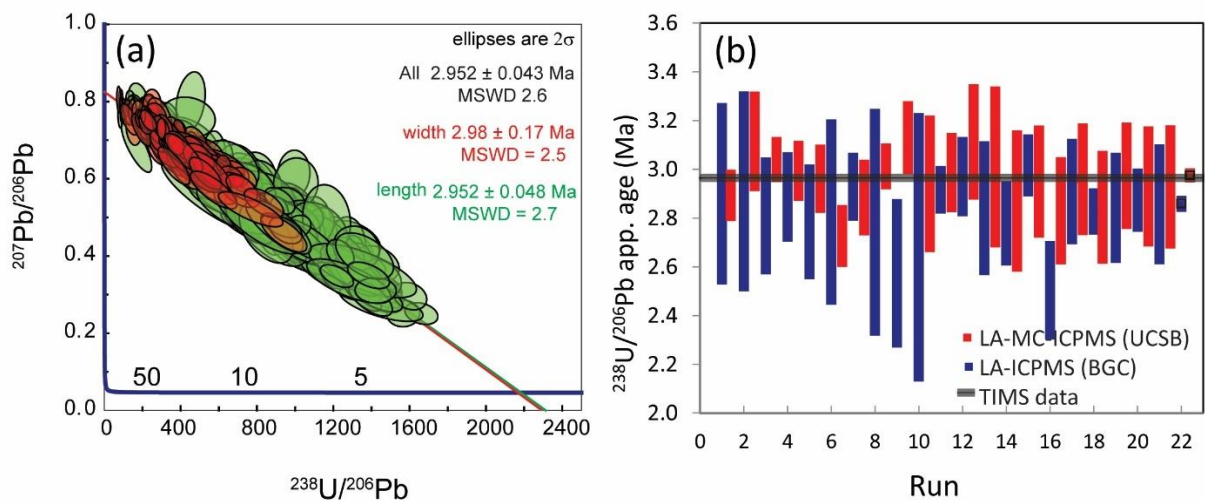 (a)
ellipses are 2σ
All 2.952 ± 0.043 Ma
MSWD 2.6
width 2.98 ± 0.17 Ma
MSWD = 2.5
length 2.952 ± 0.048 Ma
MSWD = 2.7
1.0
0.8
0.6
0.4
0.2
0.0
²⁰⁷Pb/²⁰⁶Pb
50 10 5
0 400 800 1200 1600 2000 2400
²³⁸U/²⁰⁶Pb
(b)
3.6
3.4
3.2
3.0
2.8
2.6
2.4
2.2
2.0
²³⁸U/²⁰⁶Pb app. age (Ma)
LA-MC-ICPMS (UCSB)
LA-ICPMS (BGC)
TIMS data
0 2 4 6 8 10 12 14 16 18 20 22
Run